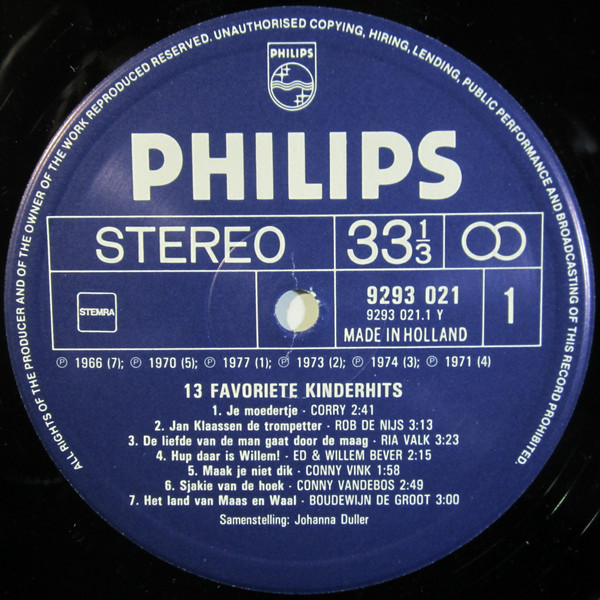 ALL RIGHTS OF THE PRODUCER AND OF THE OWNER OF THE WORK REPRODUCED RESERVED. UNAUTHORISED COPYING, HIRING, LENDING, PUBLIC PERFORMANCE AND BROADCASTING OF THIS RECORD PROHIBITED.
PHILIPS
PHILIPS
STEREO 33 1/3
STEMRA
9293 021
9293 021.1 Y
MADE IN HOLLAND
1
℗ 1966 (7); ℗ 1970 (5); ℗ 1977 (1); ℗ 1973 (2); ℗ 1974 (3); ℗ 1971 (4)
13 FAVORIETE KINDERHITS
1. Je moedertje · CORRY 2:41
2. Jan Klaassen de trompetter · ROB DE NIJS 3:13
3. De liefde van de man gaat door de maag · RIA VALK 3:23
4. Hup daar is Willem! · ED & WILLEM BEVER 2:15
5. Maak je niet dik · CONNY VINK 1:58
6. Sjakie van de hoek · CONNY VANDEBOS 2:49
7. Het land van Maas en Waal · BOUDEWIJN DE GROOT 3:00
Samenstelling: Johanna Duller